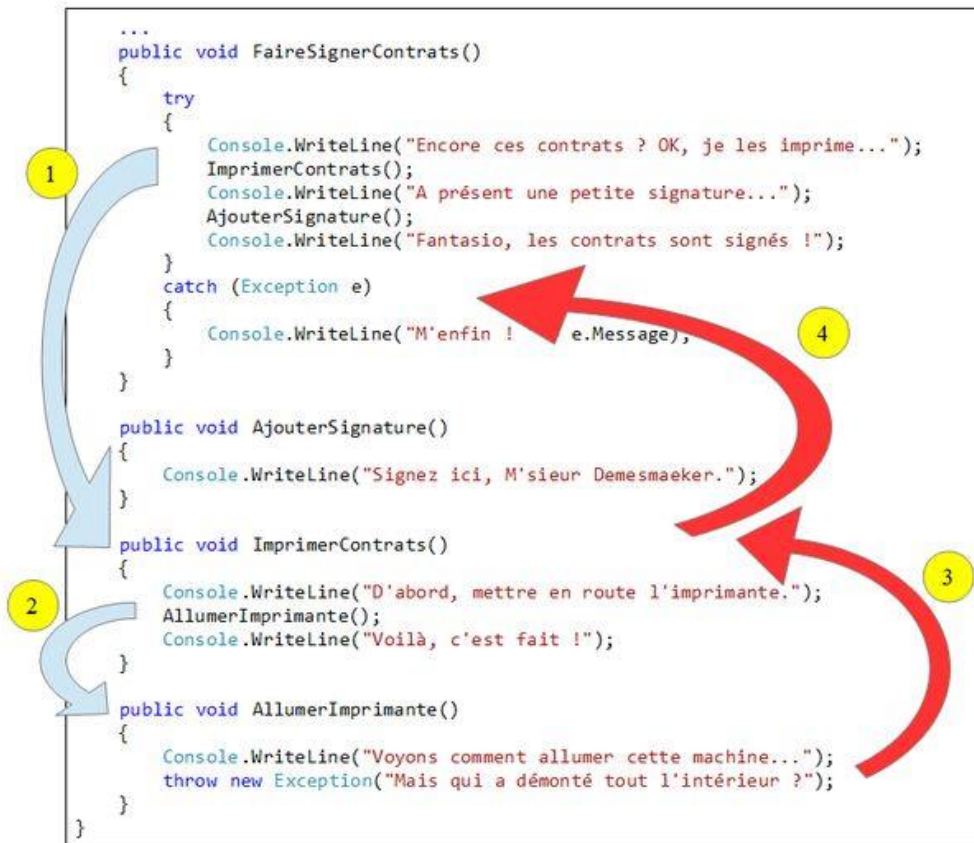 ...
public void FaireSignerContrats()
{
try
{
Console.WriteLine("Encore ces contrats ? OK, je les imprime...");
ImprimerContrats();
Console.WriteLine("A présent une petite signature...");
AjouterSignature();
Console.WriteLine("Fantasio, les contrats sont signés !");
}
catch (Exception e)
{
Console.WriteLine("M'enfin ! e.Message),
}
}
public void AjouterSignature()
{
Console.WriteLine("Signez ici, M'sieur Demesmaeker.");
}
public void ImprimerContrats()
{
Console.WriteLine("D'abord, mettre en route l'imprimante.");
AllumerImprimante();
Console.WriteLine("Voilà, c'est fait !");
}
public void AllumerImprimante()
{
Console.WriteLine("Voyons comment allumer cette machine...");
throw new Exception("Mais qui a démonté tout l'intérieur ?");
}
}
1
2
3
4